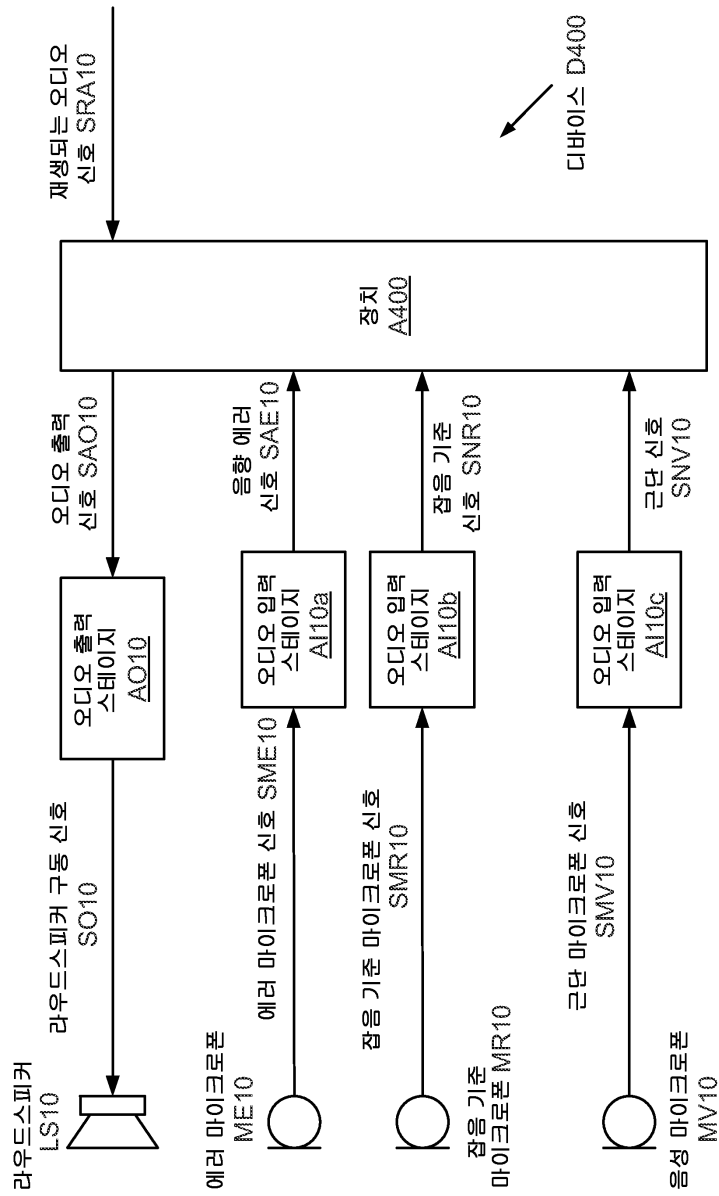 라우드스피커
LS10
라우드스피커 구동 신호
SO10
오디오 출력
스테이지
AO10
오디오 출력
신호 SAO10
재생되는 오디오
신호 SRA10
에러 마이크로폰
ME10
에러 마이크로폰 신호 SME10
오디오 입력
스테이지
AI10a
음향 에러
신호 SAE10
잡음 기준
마이크로폰 MR10
잡음 기준 마이크로폰 신호
SMR10
오디오 입력
스테이지
AI10b
잡음 기준
신호 SNR10
장치
A400
음성 마이크로폰
MV10
근단 마이크로폰 신호
SMV10
오디오 입력
스테이지
AI10c
근단 신호
SNV10
디바이스 D400